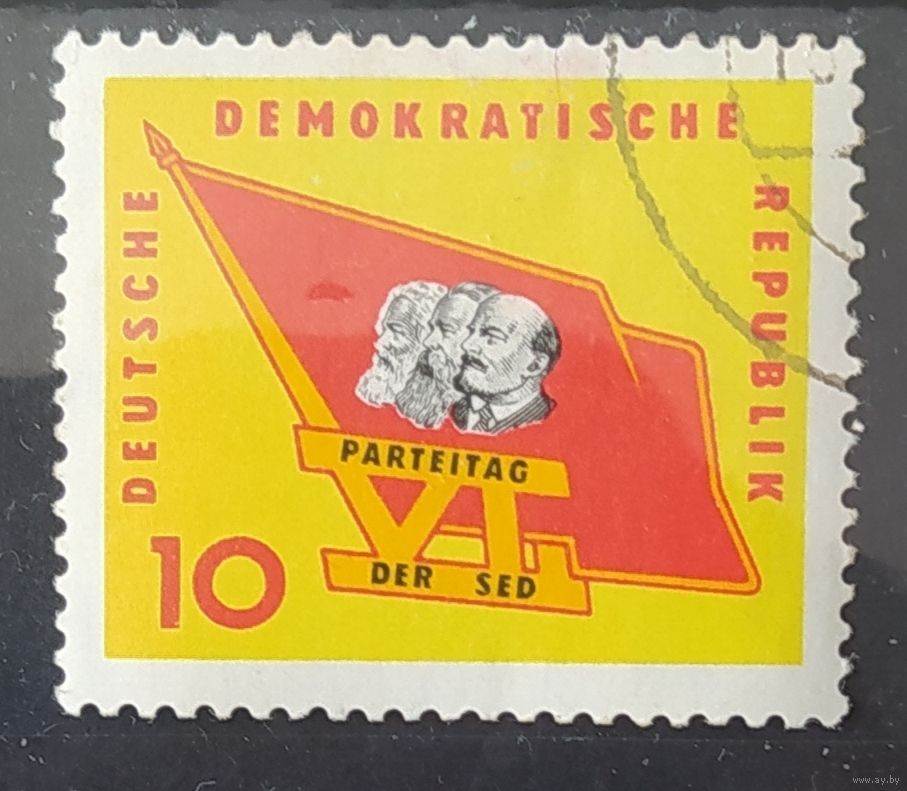 DEUTSCHE
DEMOKRATISCHE
REPUBLIK
PARTEITAG
VI
DER SED
10
www.ay.by